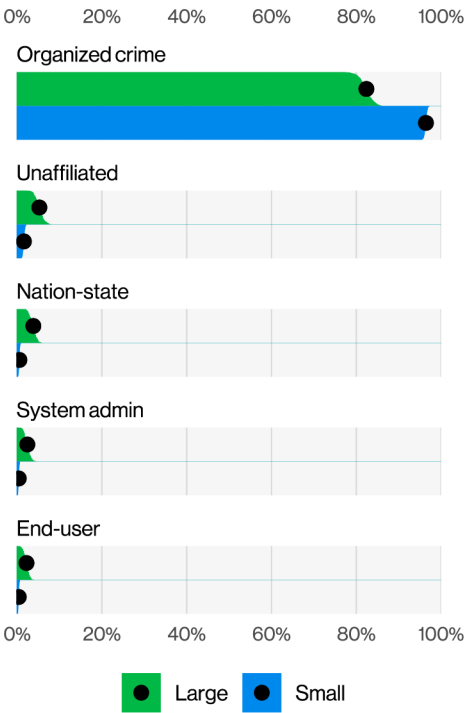 0% 20% 40% 60% 80% 100%
Organized crime
Unaffiliated
Nation-state
System admin
End-user
0% 20% 40% 60% 80% 100%
Large Small